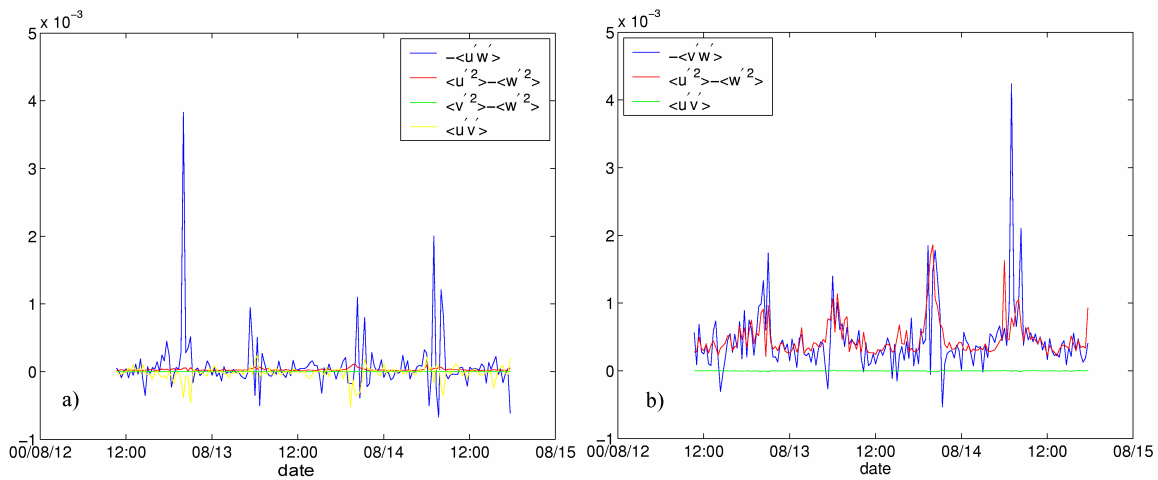 x 10⁻³
5
4
3
2
1
0
−1
−<u′w′>
<u′²>−<w′²>
<v′²>−<w′²>
<u′v′>
a)
00/08/12 12:00 08/13 12:00 08/14 12:00 08/15
date
x 10⁻³
5
4
3
2
1
0
−1
−<v′w′>
<u′²>−<w′²>
<u′v′>
b)
00/08/12 12:00 08/13 12:00 08/14 12:00 08/15
date